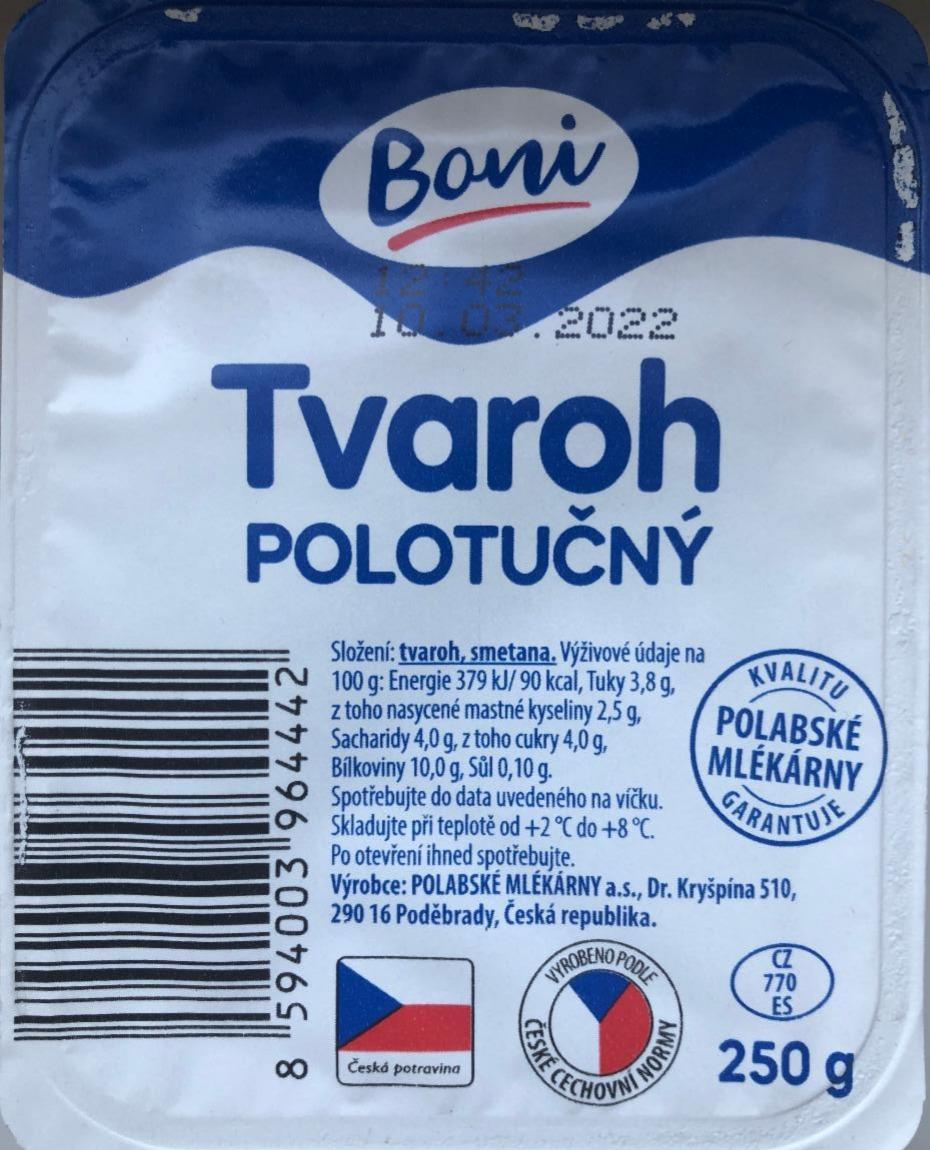 Boni
12:42
10.03.2022
Tvaroh
POLOTUČNÝ
Složení: tvaroh, smetana. Výživové údaje na
100 g: Energie 379 kJ/ 90 kcal, Tuky 3,8 g,
z toho nasycené mastné kyseliny 2,5 g,
Sacharidy 4,0 g, z toho cukry 4,0 g,
Bílkoviny 10,0 g, Sůl 0,10 g.
Spotřebujte do data uvedeného na víčku.
Skladujte při teplotě od +2 °C do +8 °C.
Po otevření ihned spotřebujte.
Výrobce: POLABSKÉ MLÉKÁRNY a.s., Dr. Kryšpína 510,
290 16 Poděbrady, Česká republika.
KVALITU
POLABSKÉ
MLÉKÁRNY
GARANTUJE
8 594003 964442
Česká potravina
VYROBENO PODLE
ČESKÉ CECHOVNÍ NORMY
CZ
770
ES
250 g